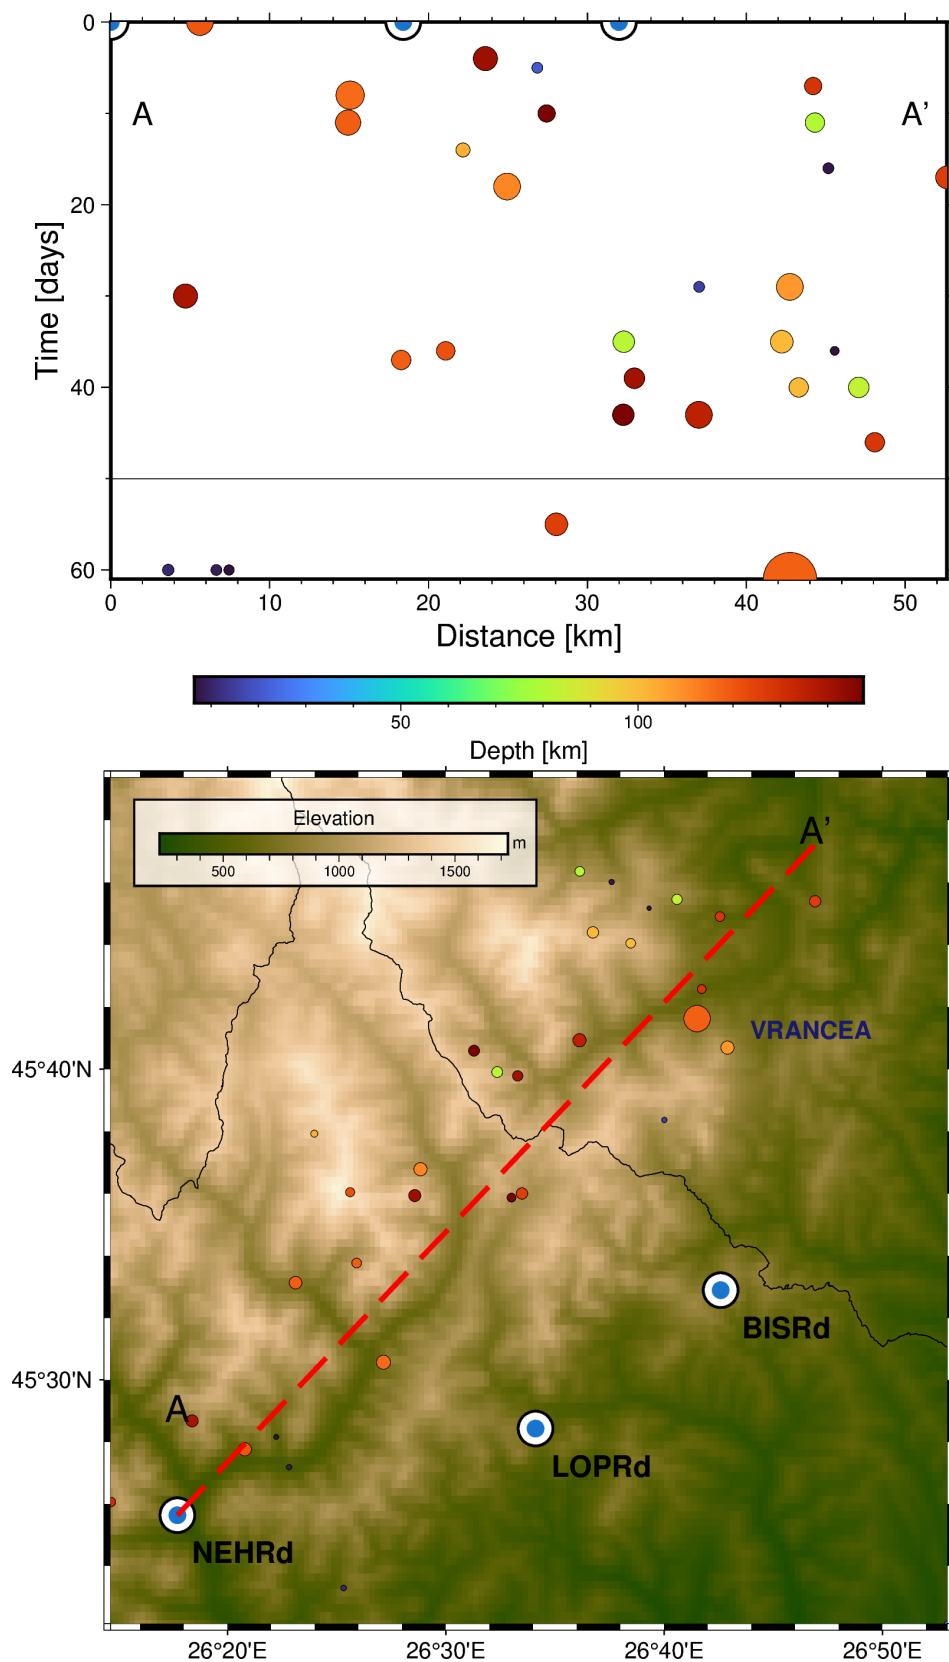 0
A
A’
20
Time [days]
40
60
0 10 20 30 40 50
Distance [km]
50 100
Depth [km]
Elevation
m
500 1000 1500
A’
VRANCEA
45°40'N
BISRd
45°30'N
A
LOPRd
NEHRd
26°20'E 26°30'E 26°40'E 26°50'E